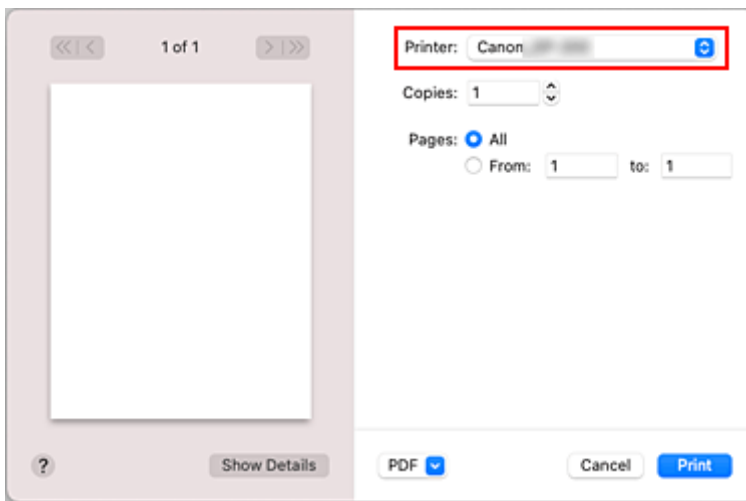 1 of 1
Printer: Canon
Copies: 1
Pages: All
From: 1 to: 1
? Show Details PDF Cancel Print